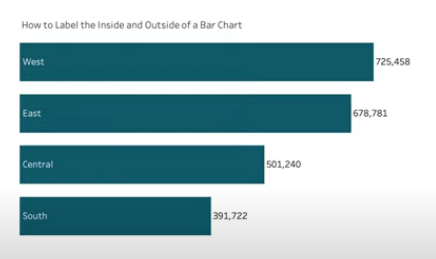 How to Label the Inside and Outside of a Bar Chart
West 725,458
East 678,781
Central 501,240
South 391,722